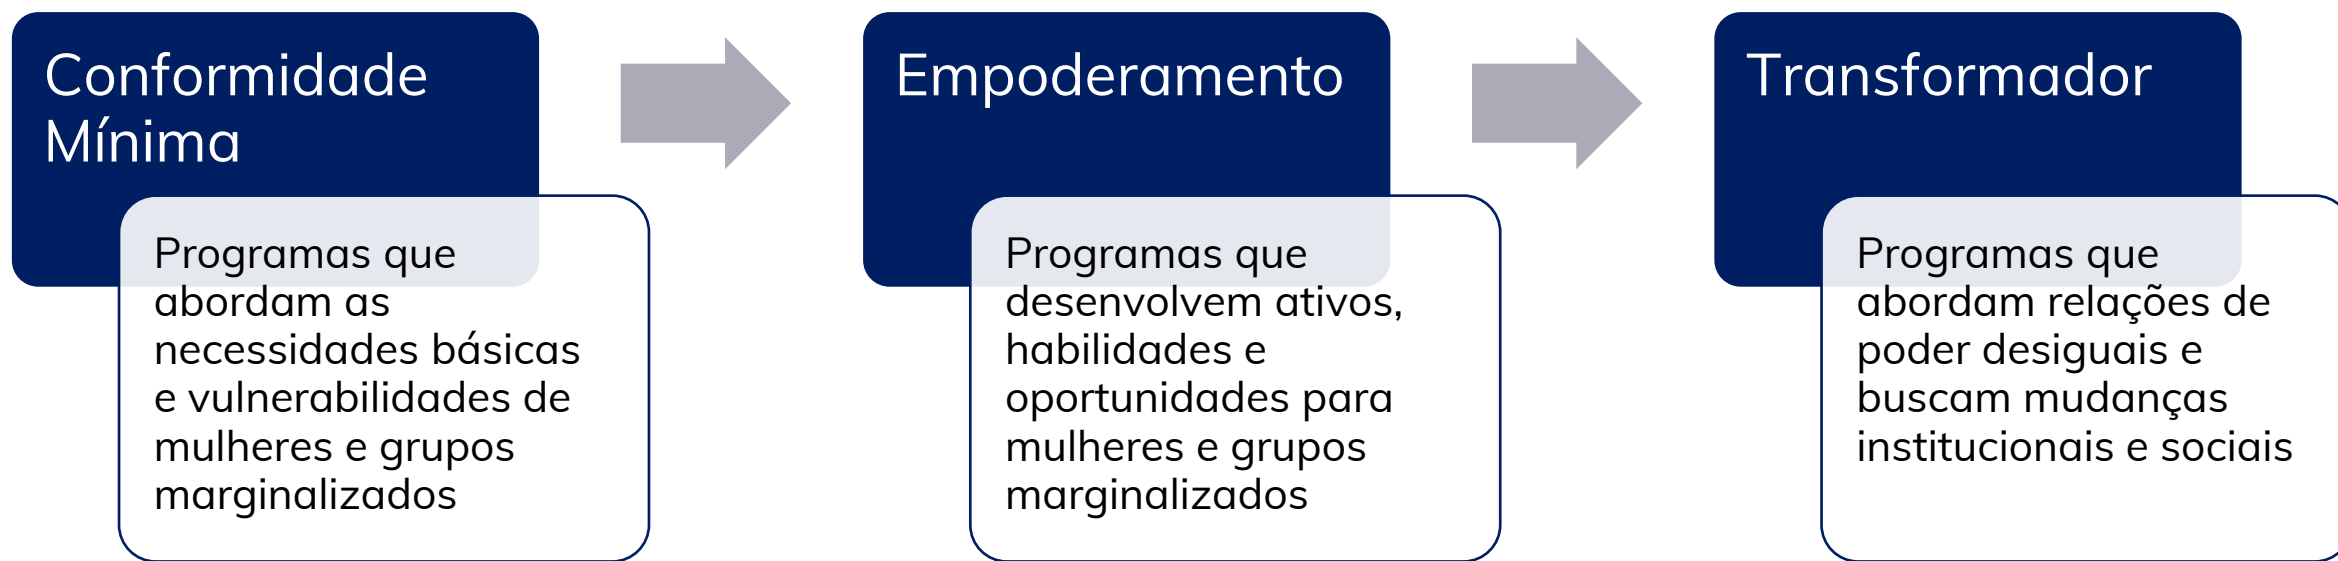 Conformidade
Mínima
Programas que
abordam as
necessidades básicas
e vulnerabilidades de
mulheres e grupos
marginalizados
Empoderamento
Programas que
desenvolvem ativos,
habilidades e
oportunidades para
mulheres e grupos
marginalizados
Transformador
Programas que
abordam relações de
poder desiguais e
buscam mudanças
institucionais e sociais